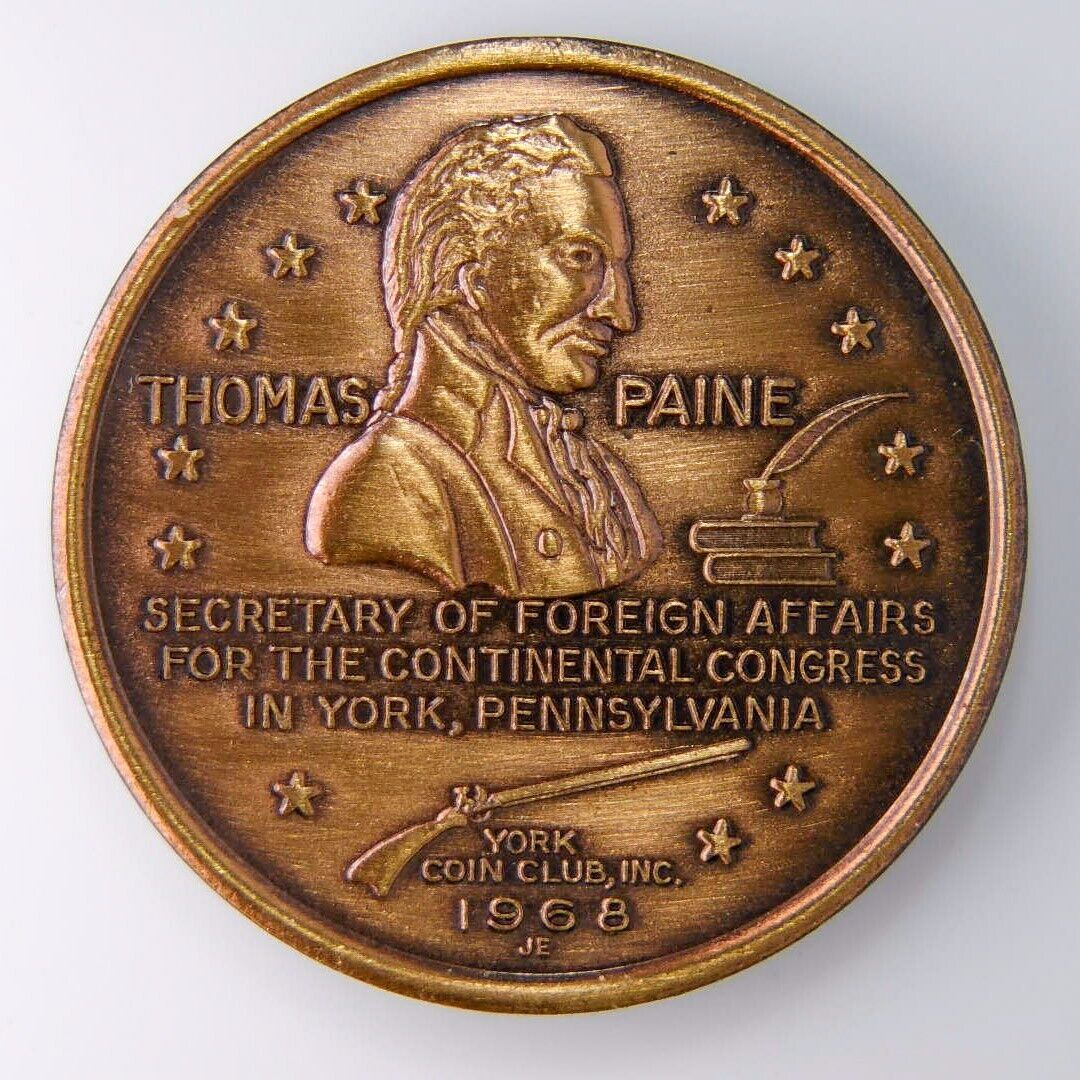 THOMAS PAINE
SECRETARY OF FOREIGN AFFAIRS
FOR THE CONTINENTAL CONGRESS
IN YORK, PENNSYLVANIA
YORK
COIN CLUB, INC.
1968
JE